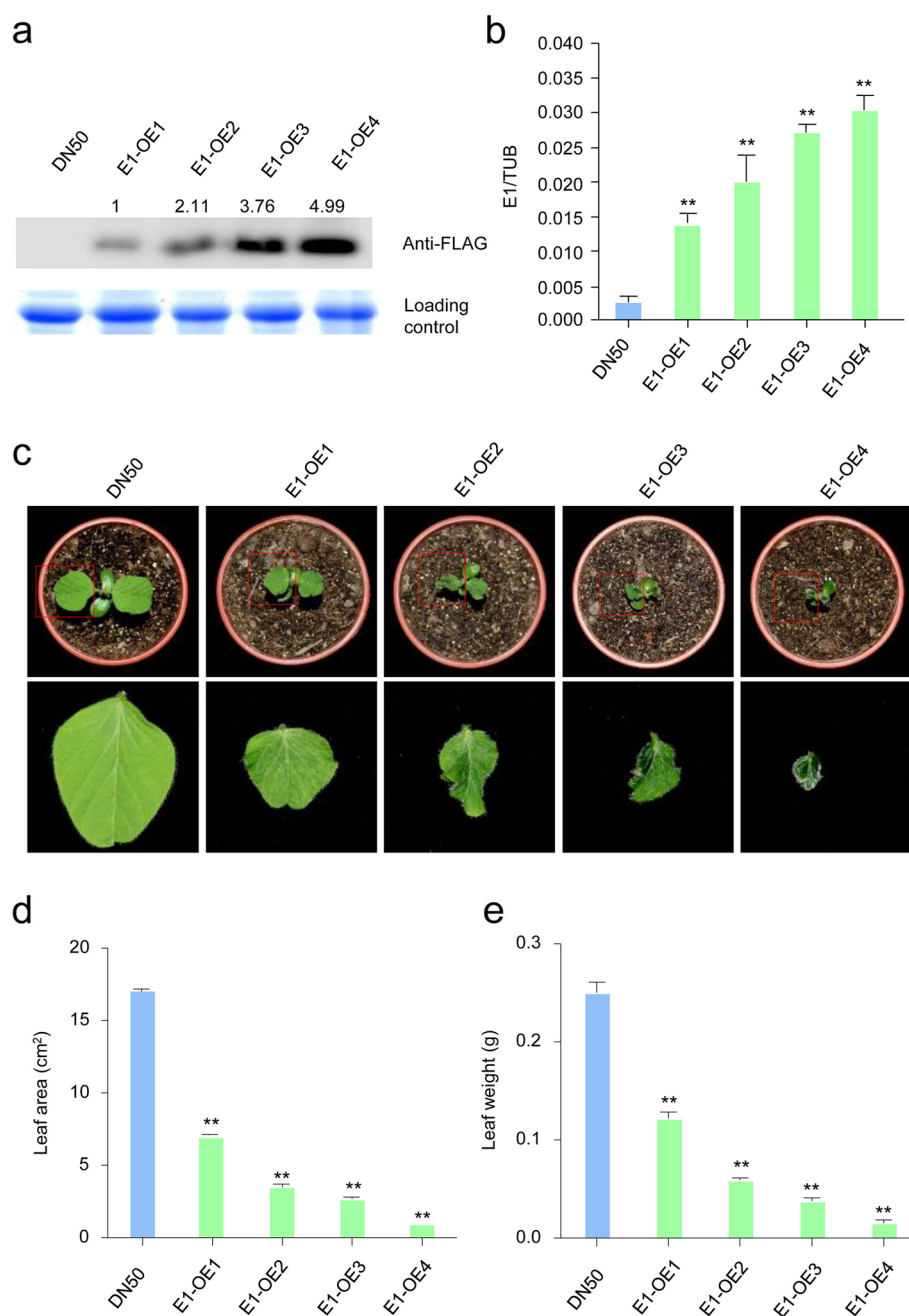 a
DN50
E1-OE1
E1-OE2
E1-OE3
E1-OE4
1 2.11 3.76 4.99
Anti-FLAG
Loading
control
b
0.040
0.035
0.030
0.025
0.020
0.015
0.010
0.005
0.000
E1/TUB
**
**
**
**
DN50
E1-OE1
E1-OE2
E1-OE3
E1-OE4
c
DN50
E1-OE1
E1-OE2
E1-OE3
E1-OE4
d
20
15
10
5
0
Leaf area (cm²)
**
**
**
**
DN50
E1-OE1
E1-OE2
E1-OE3
E1-OE4
e
0.3
0.2
0.1
0.0
Leaf weight (g)
**
**
**
**
DN50
E1-OE1
E1-OE2
E1-OE3
E1-OE4